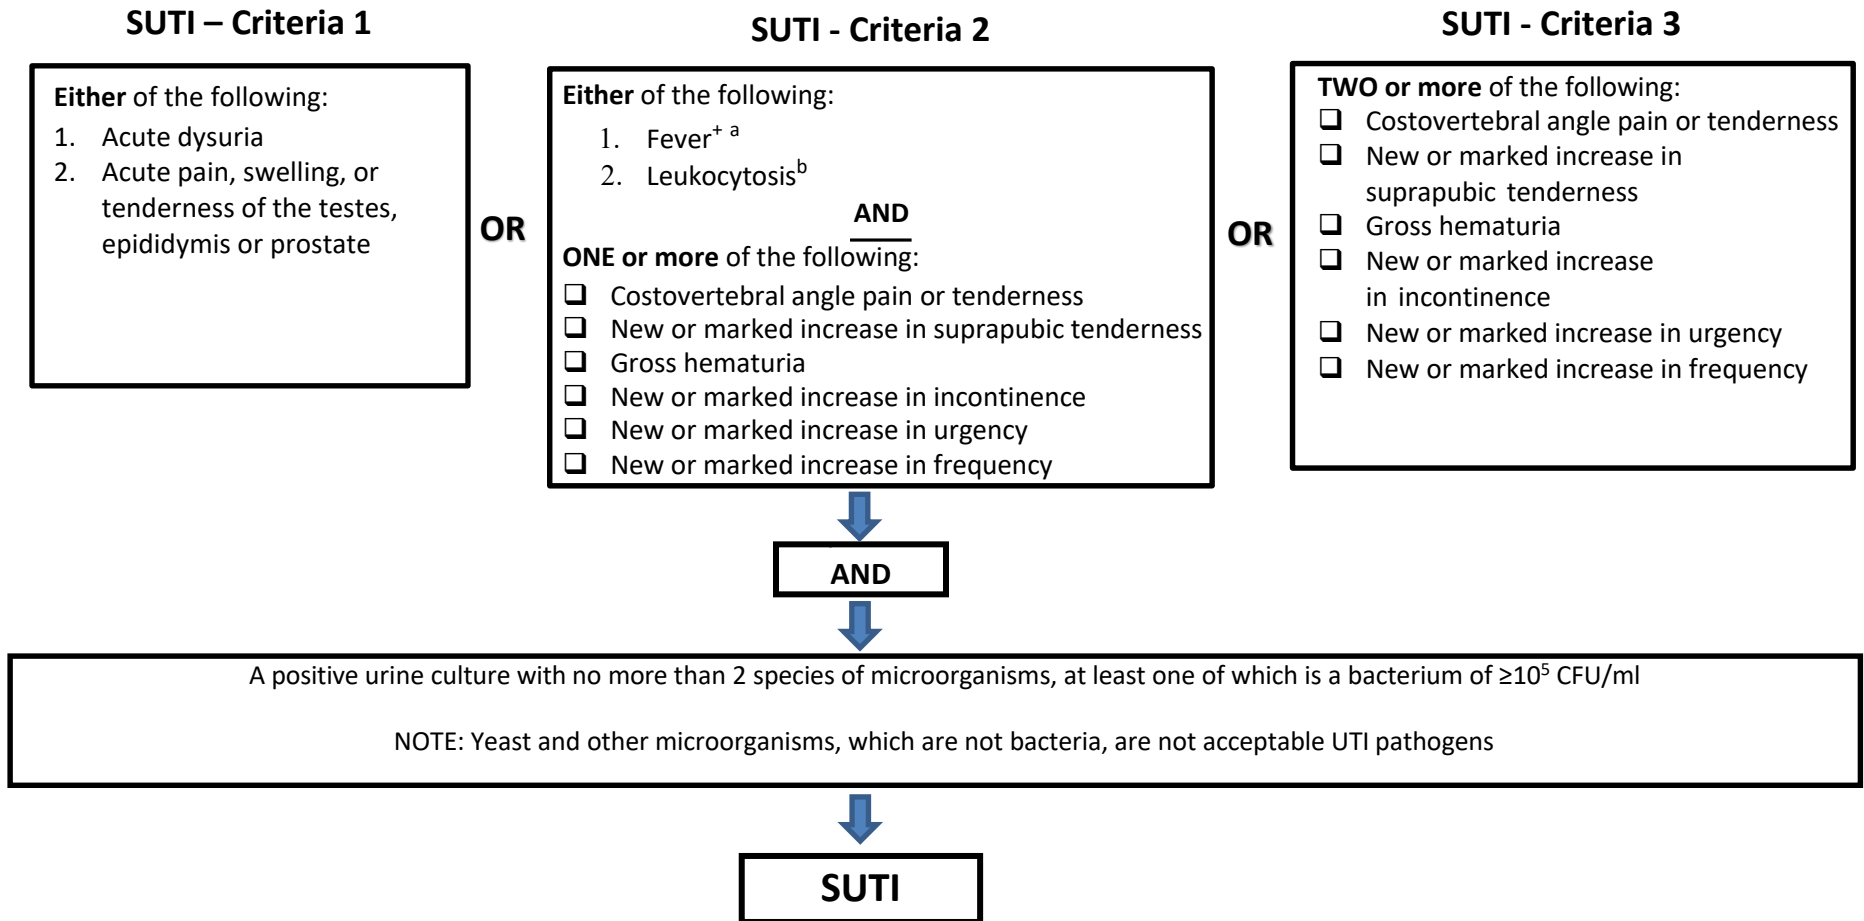 SUTI – Criteria 1
Either of the following:
1. Acute dysuria
2. Acute pain, swelling, or
tenderness of the testes,
epididymis or prostate
OR
SUTI - Criteria 2
Either of the following:
1. Fever⁺ ᵃ
2. Leukocytosisᵇ
AND
ONE or more of the following:
❑ Costovertebral angle pain or tenderness
❑ New or marked increase in suprapubic tenderness
❑ Gross hematuria
❑ New or marked increase in incontinence
❑ New or marked increase in urgency
❑ New or marked increase in frequency
OR
SUTI - Criteria 3
TWO or more of the following:
❑ Costovertebral angle pain or tenderness
❑ New or marked increase in
suprapubic tenderness
❑ Gross hematuria
❑ New or marked increase
in incontinence
❑ New or marked increase in urgency
❑ New or marked increase in frequency
AND
A positive urine culture with no more than 2 species of microorganisms, at least one of which is a bacterium of ≥10⁵ CFU/ml
NOTE: Yeast and other microorganisms, which are not bacteria, are not acceptable UTI pathogens
SUTI